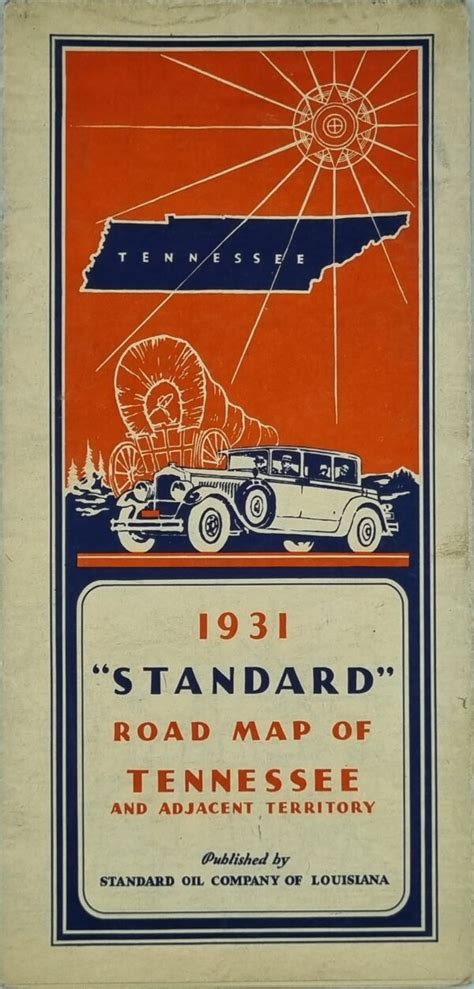 TENNESSEE
1931
“STANDARD”
ROAD MAP OF
TENNESSEE
AND ADJACENT TERRITORY
Published by
STANDARD OIL COMPANY OF LOUISIANA